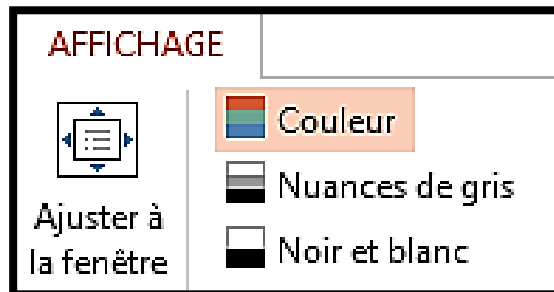 AFFICHAGE
Ajuster à
la fenêtre
Couleur
Nuances de gris
Noir et blanc